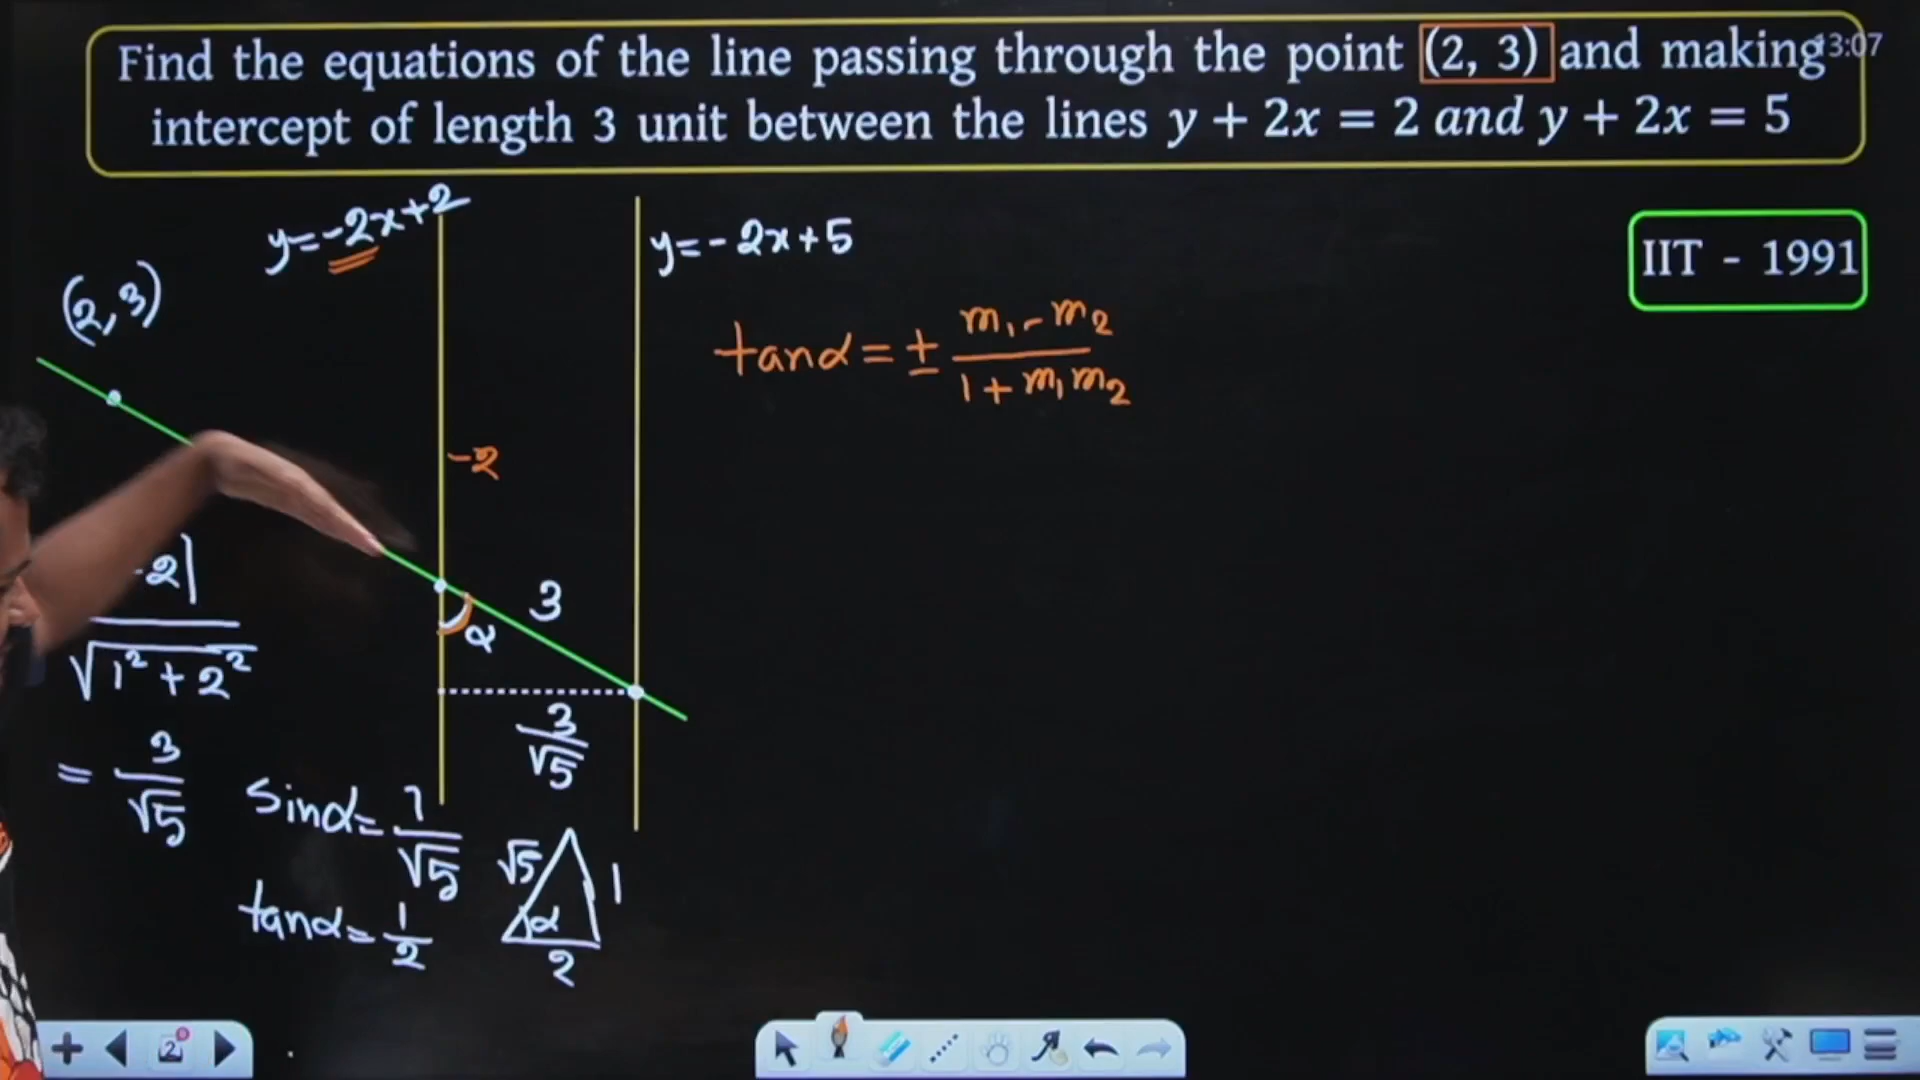 Find the equations of the line passing through the point (2, 3) and making
13:07
intercept of length 3 unit between the lines y + 2x = 2 and y + 2x = 5
IIT - 1991
y=-2x+2
y=-2x+5
(2,3)
tanα = ± m₁-m₂ / 1+m₁m₂
-2
3
α
-2|
√1²+2²
3/√5
= 3/√5
sinα= 1/√5
tanα= 1/2
√5
1
α
2
2